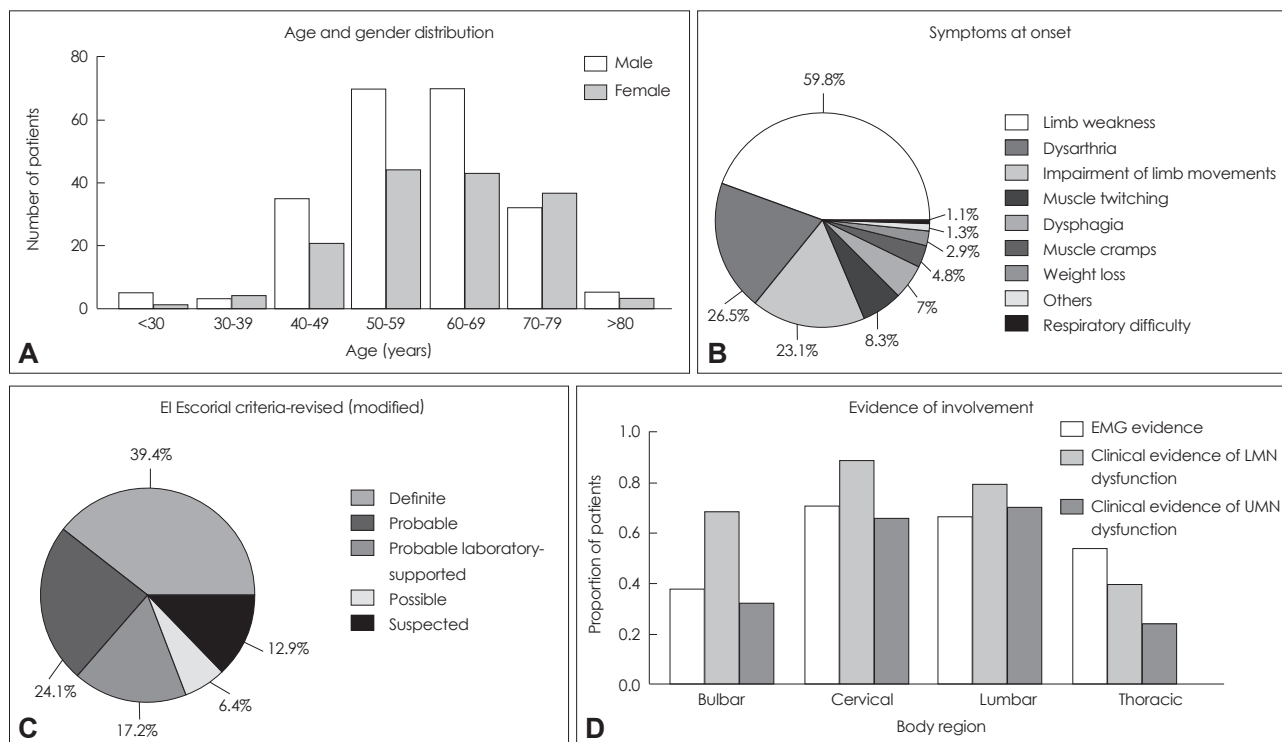 Age and gender distribution
80
60
40
20
0
Number of patients
Male
Female
<30
30-39
40-49
50-59
60-69
70-79
>80
Age (years)
A
Symptoms at onset
59.8%
26.5%
23.1%
8.3%
7%
4.8%
2.9%
1.3%
1.1%
Limb weakness
Dysarthria
Impairment of limb movements
Muscle twitching
Dysphagia
Muscle cramps
Weight loss
Others
Respiratory difficulty
B
El Escorial criteria-revised (modified)
39.4%
24.1%
17.2%
6.4%
12.9%
Definite
Probable
Probable laboratory-
supported
Possible
Suspected
C
Evidence of involvement
1.0
0.8
0.6
0.4
0.2
0.0
Proportion of patients
EMG evidence
Clinical evidence of LMN
dysfunction
Clinical evidence of UMN
dysfunction
Bulbar
Cervical
Lumbar
Thoracic
Body region
D